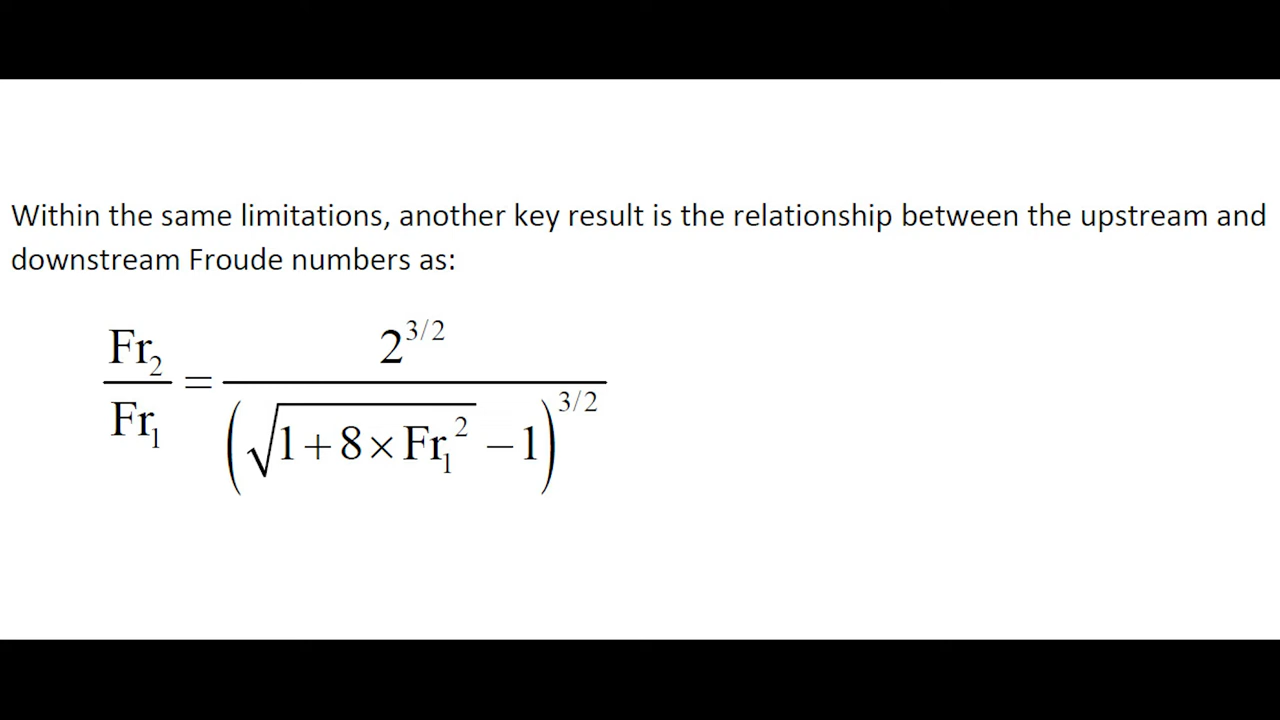 Within the same limitations, another key result is the relationship between the upstream and
downstream Froude numbers as:
Fr₂/Fr₁ = 2^{3/2} / (√(1+8×Fr₁²) −1)^{3/2}